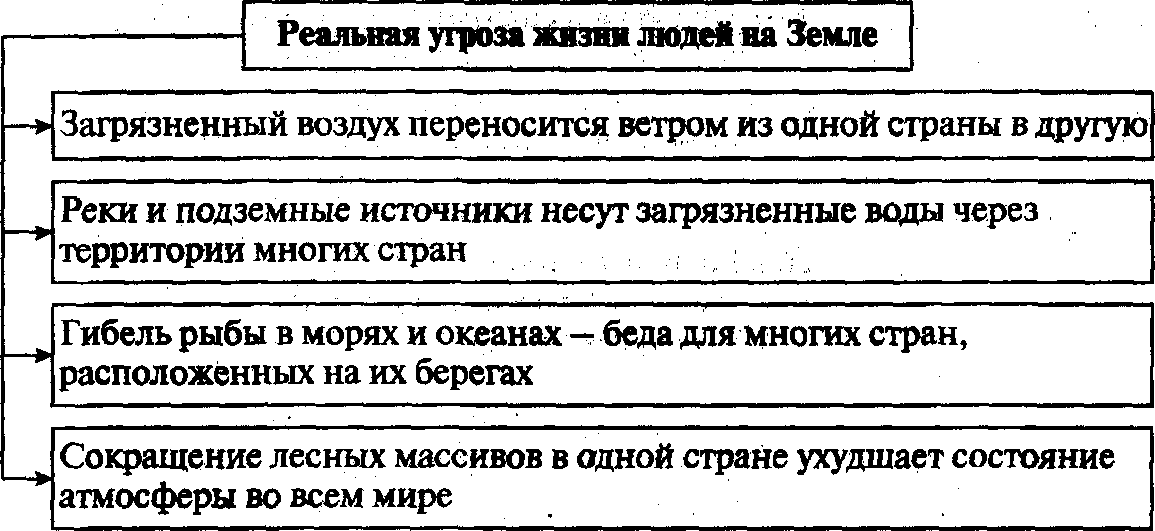 Реальная угроза жизни людей на Земле
Загрязненный воздух переносится ветром из одной страны в другую
Реки и подземные источники несут загрязненные воды через
территории многих стран
Гибель рыбы в морях и океанах – беда для многих стран,
расположенных на их берегах
Сокращение лесных массивов в одной стране ухудшает состояние
атмосферы во всем мире